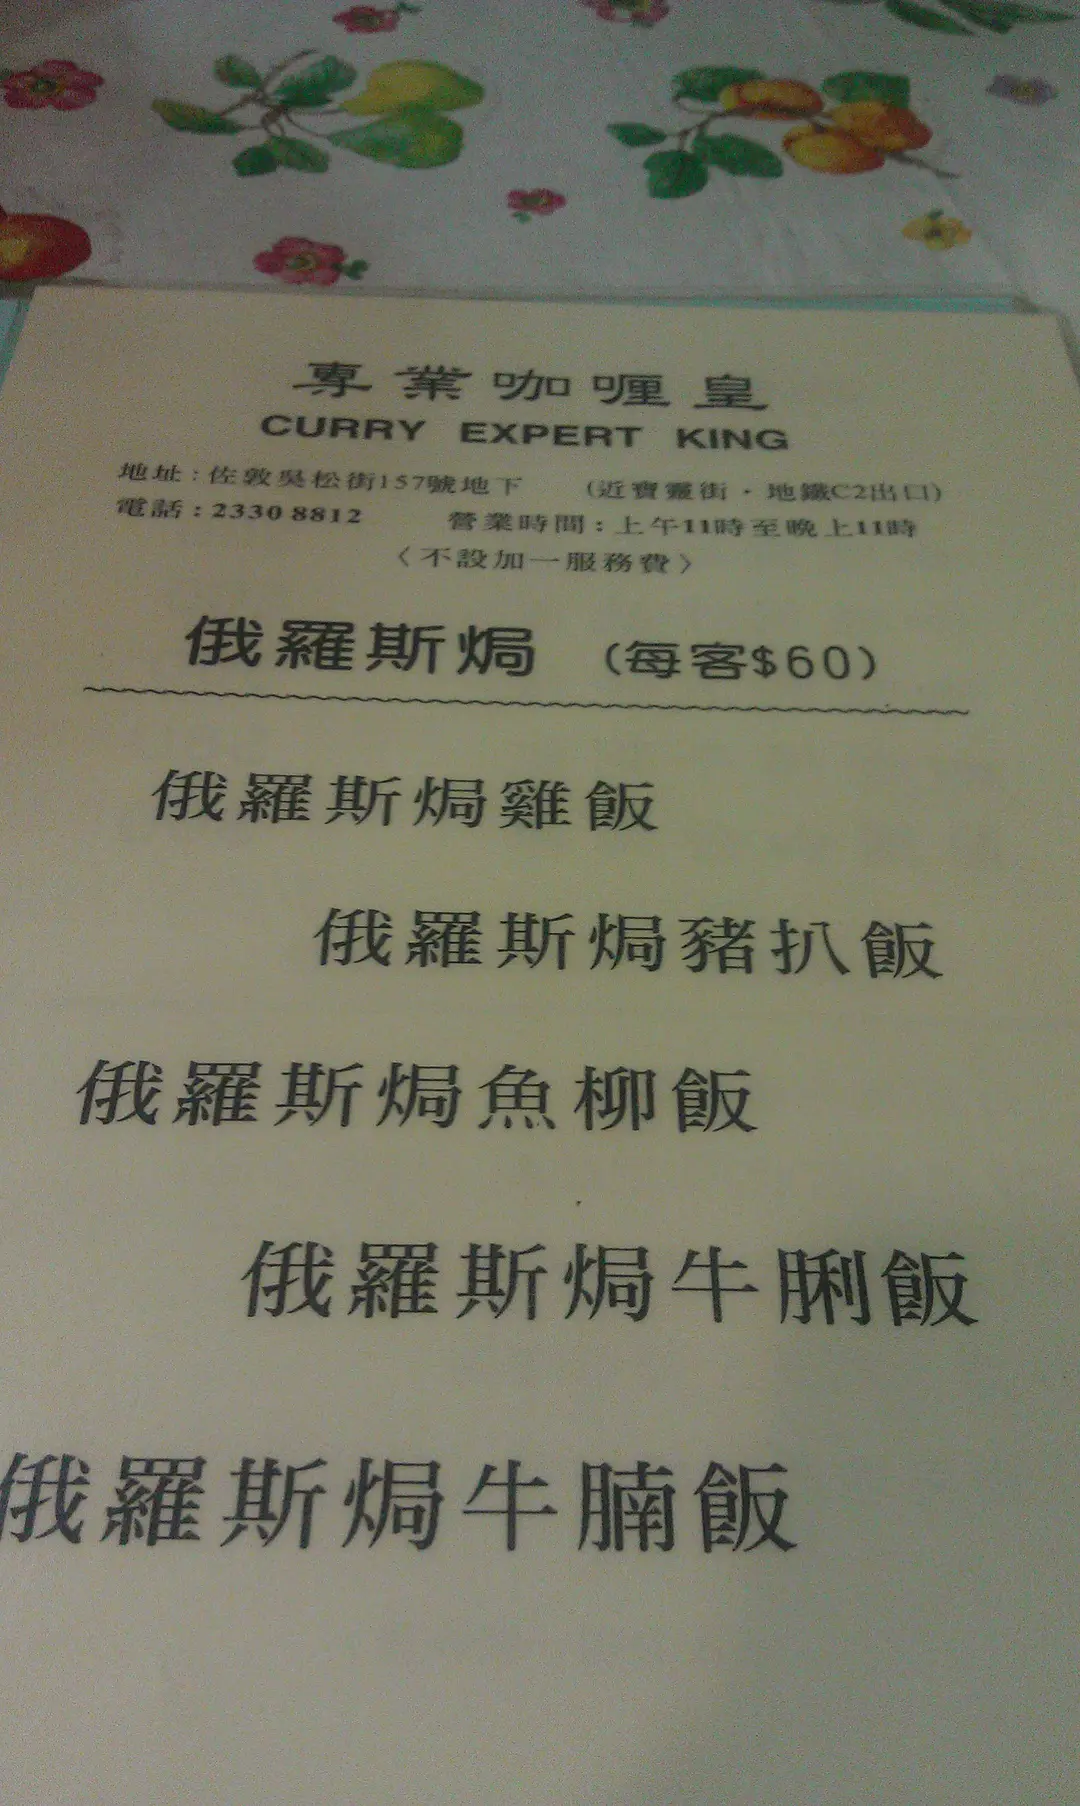 專業咖喱皇
CURRY EXPERT KING
地址：佐敦吳松街157號地下 (近寶靈街・地鐵C2出口)
電話：2330 8812 營業時間：上午11時至晚上11時
〈不設加一服務費〉
俄羅斯焗 (每客$60)
俄羅斯焗雞飯
俄羅斯焗豬扒飯
俄羅斯焗魚柳飯
俄羅斯焗牛脷飯
俄羅斯焗牛腩飯